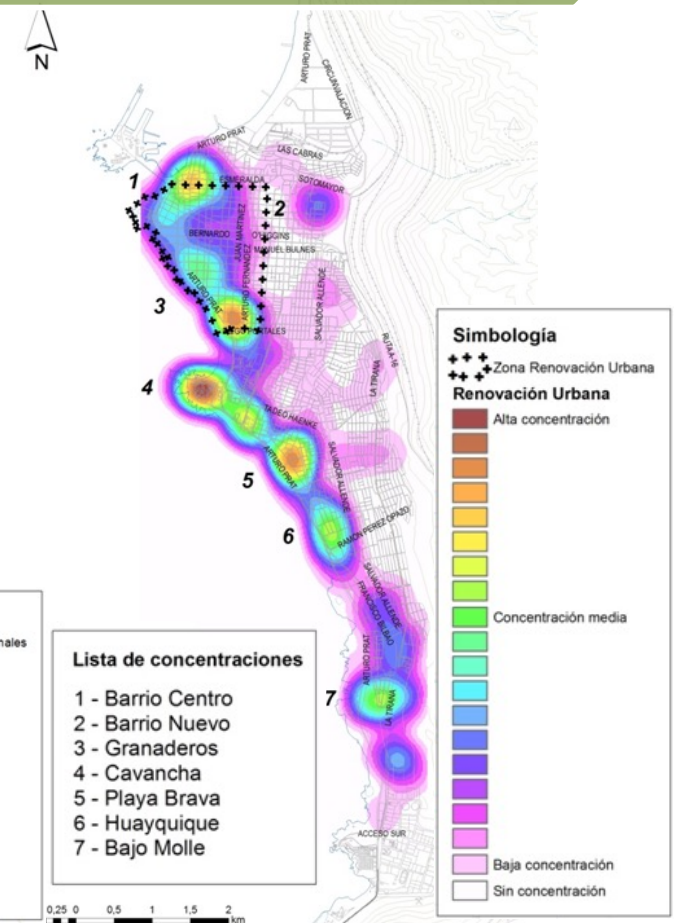 N
ARTURO PRAT
CIRCUNVALACION
ARTURO PRAT
LAS CABRAS
1
ESMERALDA
SOTOMAYOR
2
BERNARDO
O'HIGGINS
JUAN MARTINEZ
MANUEL BULNES
3
ARTURO PRAT
ARTURO FERNANDEZ
SALVADOR ALLENDE
PORTALES
RUTA A-16
LA TIRANA
4
TADEO HAENKE
ARTURO PRAT
5
SALVADOR ALLENDE
6
RAMON PEREZ OPAZO
SALVADOR ALLENDE
FRANCISCO BILBAO
ARTURO PRAT
7
LA TIRANA
ACCESO SUR
Simbología
Zona Renovación Urbana
Renovación Urbana
Alta concentración
Concentración media
Baja concentración
Sin concentración
nales
Lista de concentraciones
1 - Barrio Centro
2 - Barrio Nuevo
3 - Granaderos
4 - Cavancha
5 - Playa Brava
6 - Huayquique
7 - Bajo Molle
0,25 0 0,5 1 1,5 2
km